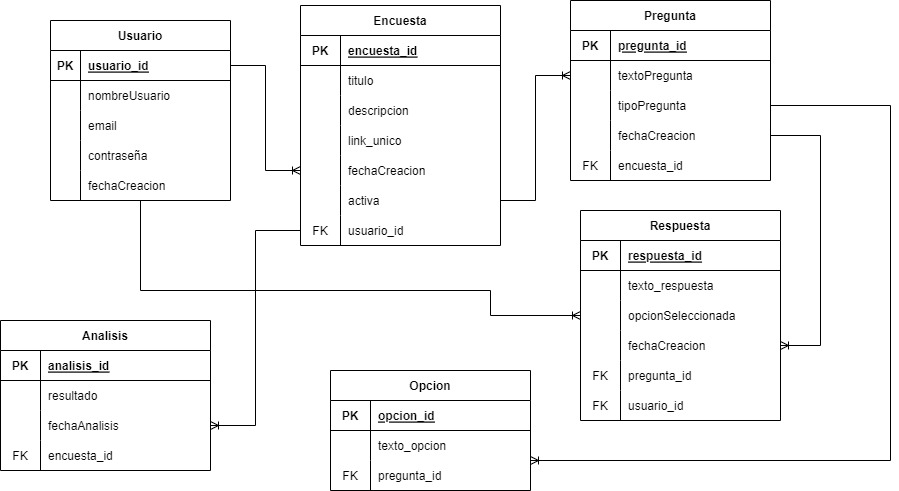 Usuario
PK usuario_id
nombreUsuario
email
contraseña
fechaCreacion
Encuesta
PK encuesta_id
titulo
descripcion
link_unico
fechaCreacion
activa
FK usuario_id
Pregunta
PK pregunta_id
textoPregunta
tipoPregunta
fechaCreacion
FK encuesta_id
Respuesta
PK respuesta_id
texto_respuesta
opcionSeleccionada
fechaCreacion
FK pregunta_id
FK usuario_id
Analisis
PK analisis_id
resultado
fechaAnalisis
FK encuesta_id
Opcion
PK opcion_id
texto_opcion
FK pregunta_id